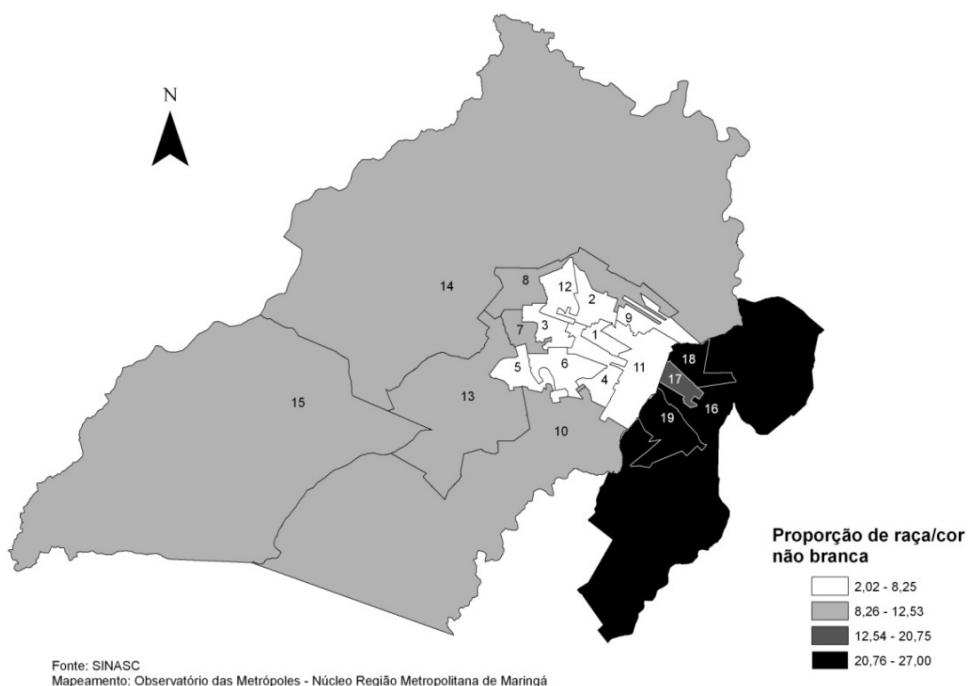 N
12
2
8
14
9
3
1
7
18
6
5
11
4
17
13
15
16
19
10
Proporção de raça/cor
não branca
2,02 - 8,25
8,26 - 12,53
12,54 - 20,75
20,76 - 27,00
Fonte: SINASC
Mapeamento: Observatório das Metrópoles - Núcleo Região Metropolitana de Maringá